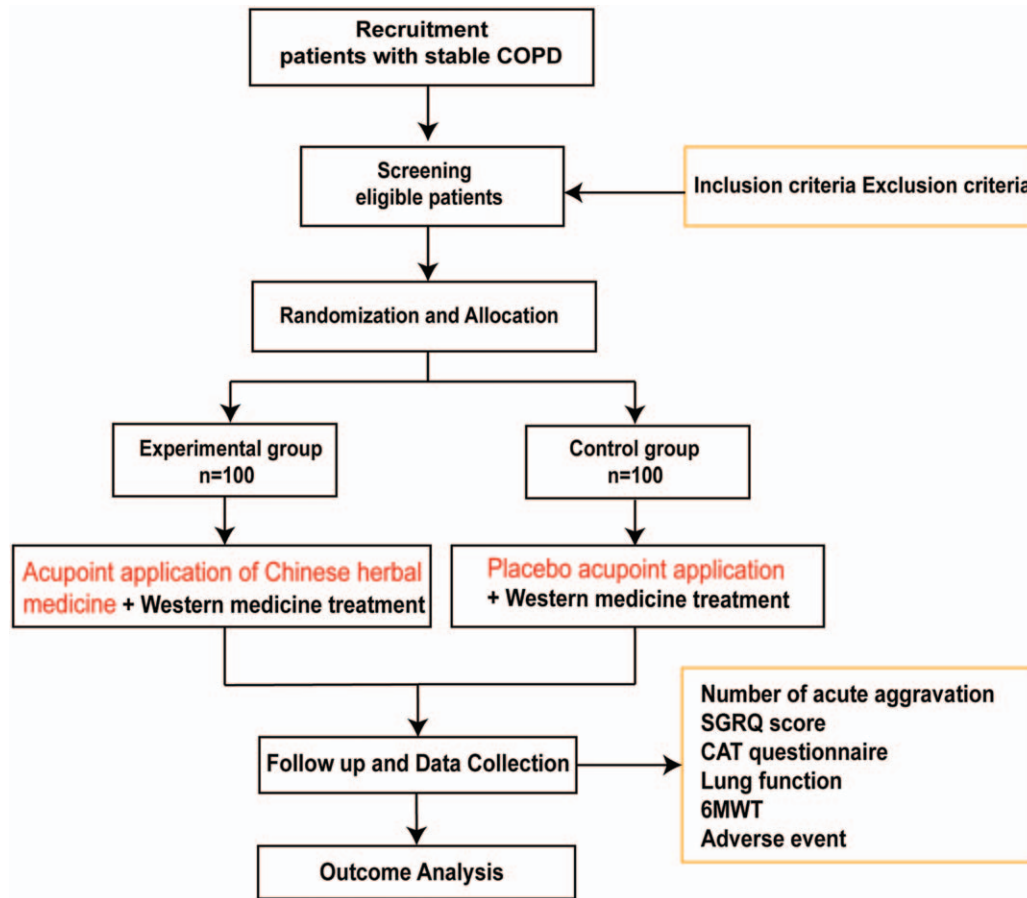 Recruitment
patients with stable COPD
Screening
eligible patients
Inclusion criteria Exclusion criteria
Randomization and Allocation
Experimental group
n=100
Control group
n=100
Acupoint application of Chinese herbal
medicine + Western medicine treatment
Placebo acupoint application
+ Western medicine treatment
Follow up and Data Collection
Number of acute aggravation
SGRQ score
CAT questionnaire
Lung function
6MWT
Adverse event
Outcome Analysis